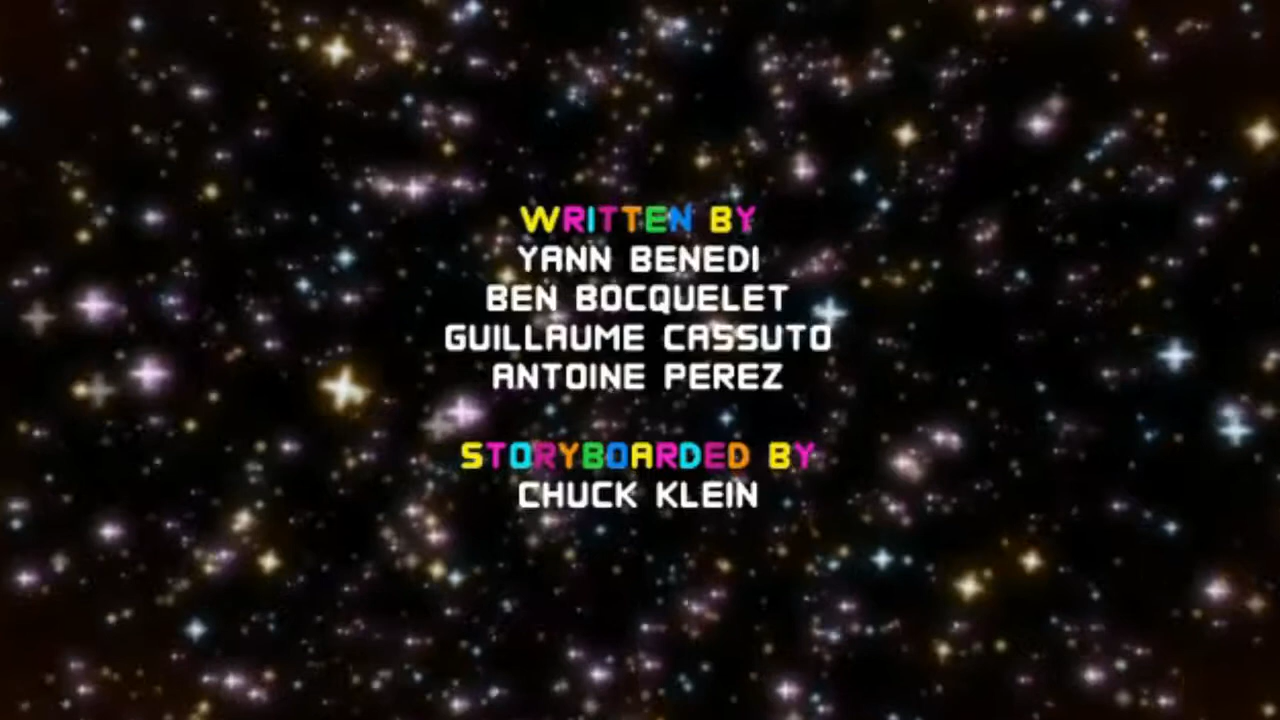 WRITTEN BY
YANN BENEDI
BEN BOCQUELET
GUILLAUME CASSUTO
ANTOINE PEREZ
STORYBOARDED BY
CHUCK KLEIN